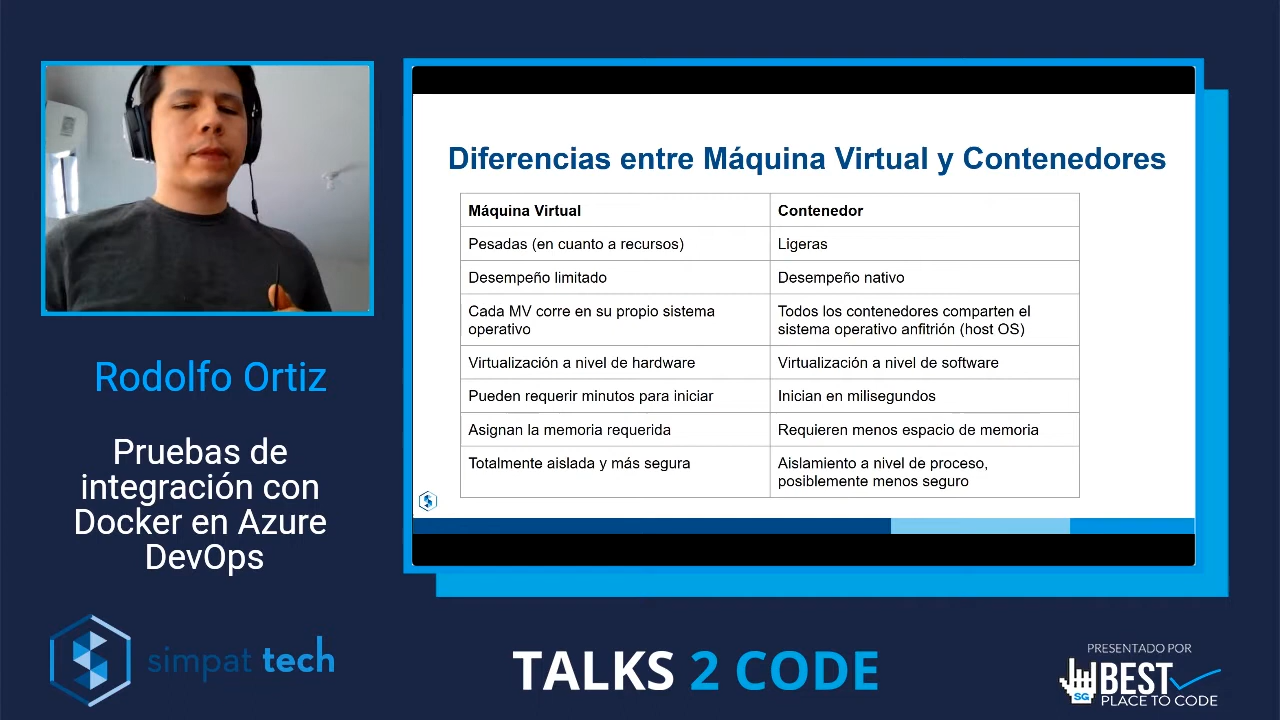 Rodolfo Ortiz
Pruebas de
integración con
Docker en Azure
DevOps
simpat tech
Diferencias entre Máquina Virtual y Contenedores
Máquina Virtual
Contenedor
Pesadas (en cuanto a recursos)
Ligeras
Desempeño limitado
Desempeño nativo
Cada MV corre en su propio sistema
operativo
Todos los contenedores comparten el
sistema operativo anfitrión (host OS)
Virtualización a nivel de hardware
Virtualización a nivel de software
Pueden requerir minutos para iniciar
Inician en milisegundos
Asignan la memoria requerida
Requieren menos espacio de memoria
Totalmente aislada y más segura
Aislamiento a nivel de proceso,
posiblemente menos seguro
TALKS 2 CODE
PRESENTADO POR
SG
BEST
PLACE TO CODE